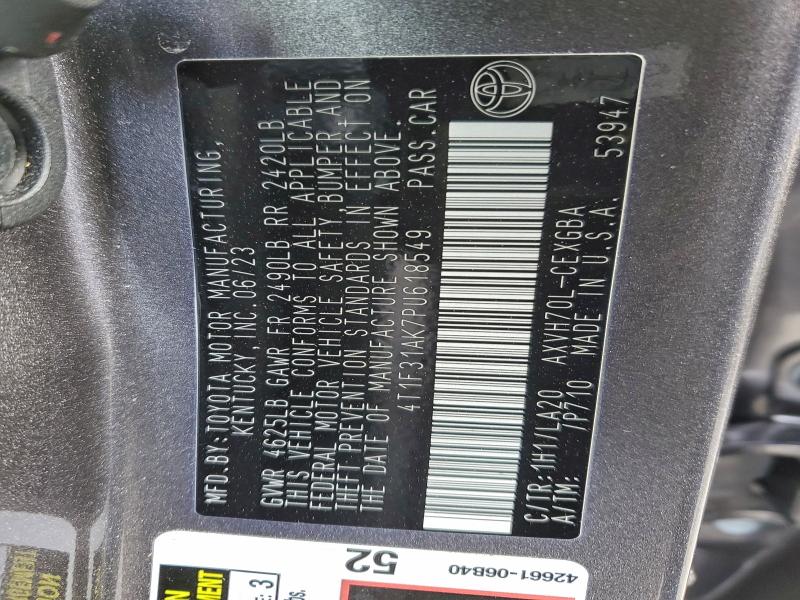 MFD.BY:TOYOTA MOTOR MANUFACTURING,
KENTUCKY, INC. 06/23
GVWR 4625LB GAWR FR 2490LB RR 2420LB
THIS VEHICLE CONFORMS TO ALL APPLICABLE
FEDERAL MOTOR VEHICLE SAFETY, BUMPER, AND
THEFT PREVENTION STANDARDS IN EFFECT ON
THE DATE OF MANUFACTURE SHOWN ABOVE.
4T1F31AK7PU618549 PASS.CAR
C/TR: 1H1/LA20 AXVH70L-CEXGBA
A/TM: /P710 MADE IN U.S.A. 53947
52
42661-06B40